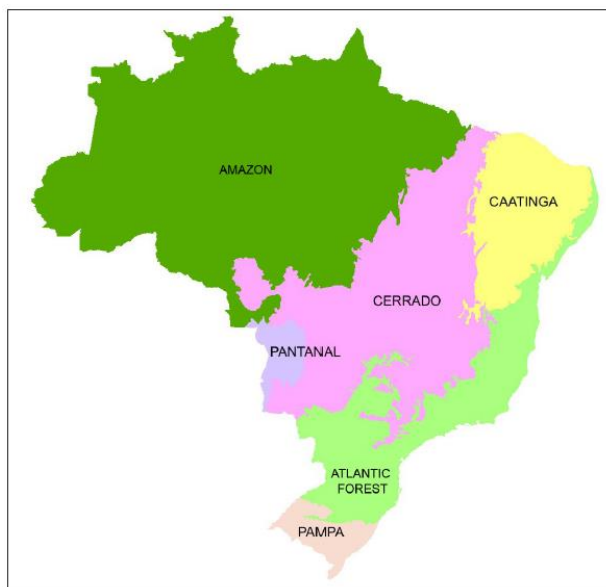 AMAZON
CAATINGA
CERRADO
PANTANAL
ATLANTIC
FOREST
PAMPA